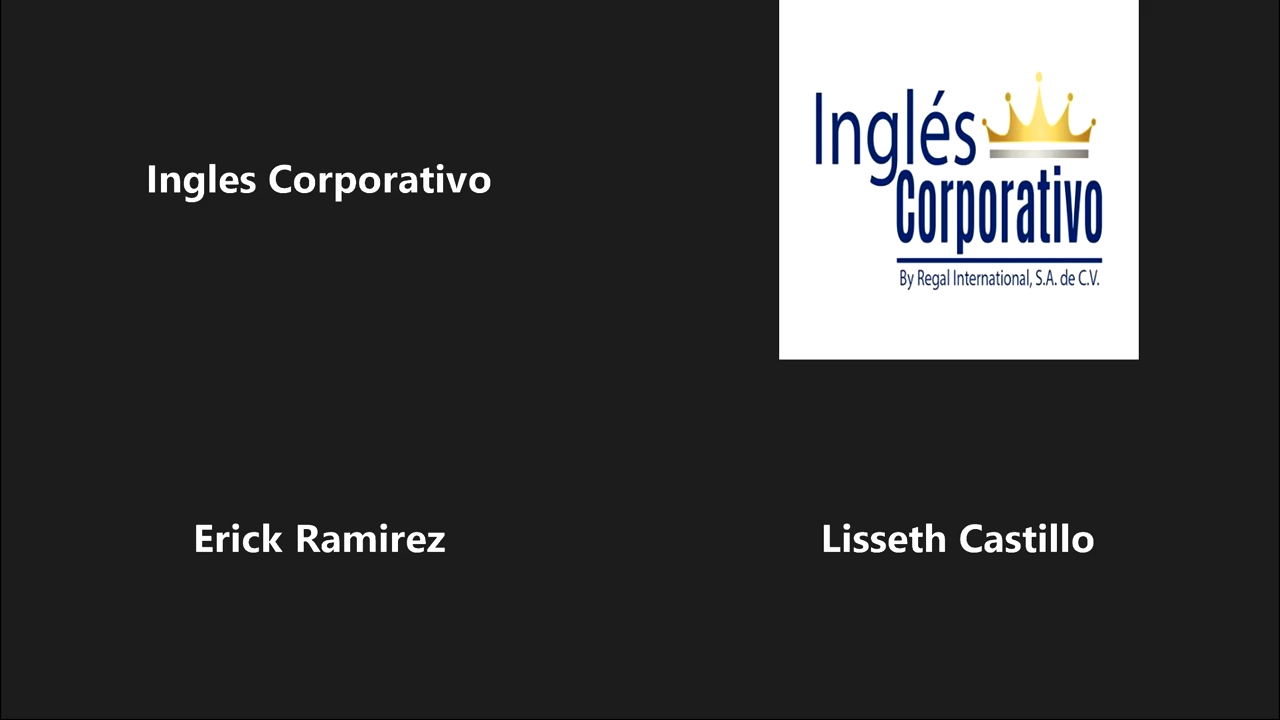 Ingles Corporativo
Inglés
Corporativo
By Regal International, S.A. de C.V.
Erick Ramirez
Lisseth Castillo